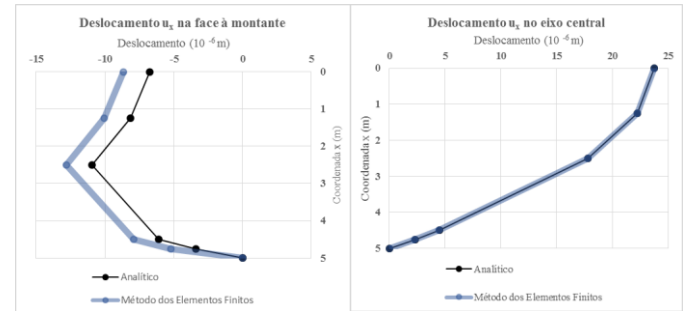 Deslocamento uₓ na face à montante
Deslocamento (10 ⁻⁶ m)
-15 -10 -5 0 5
0
1
2
3
4
5
Coordenada x (m)
Analítico
Método dos Elementos Finitos
Deslocamento uₓ no eixo central
Deslocamento (10 ⁻⁶ m)
0 5 10 15 20 25
0
1
2
3
4
5
Coordenada x (m)
Analítico
Método dos Elementos Finitos